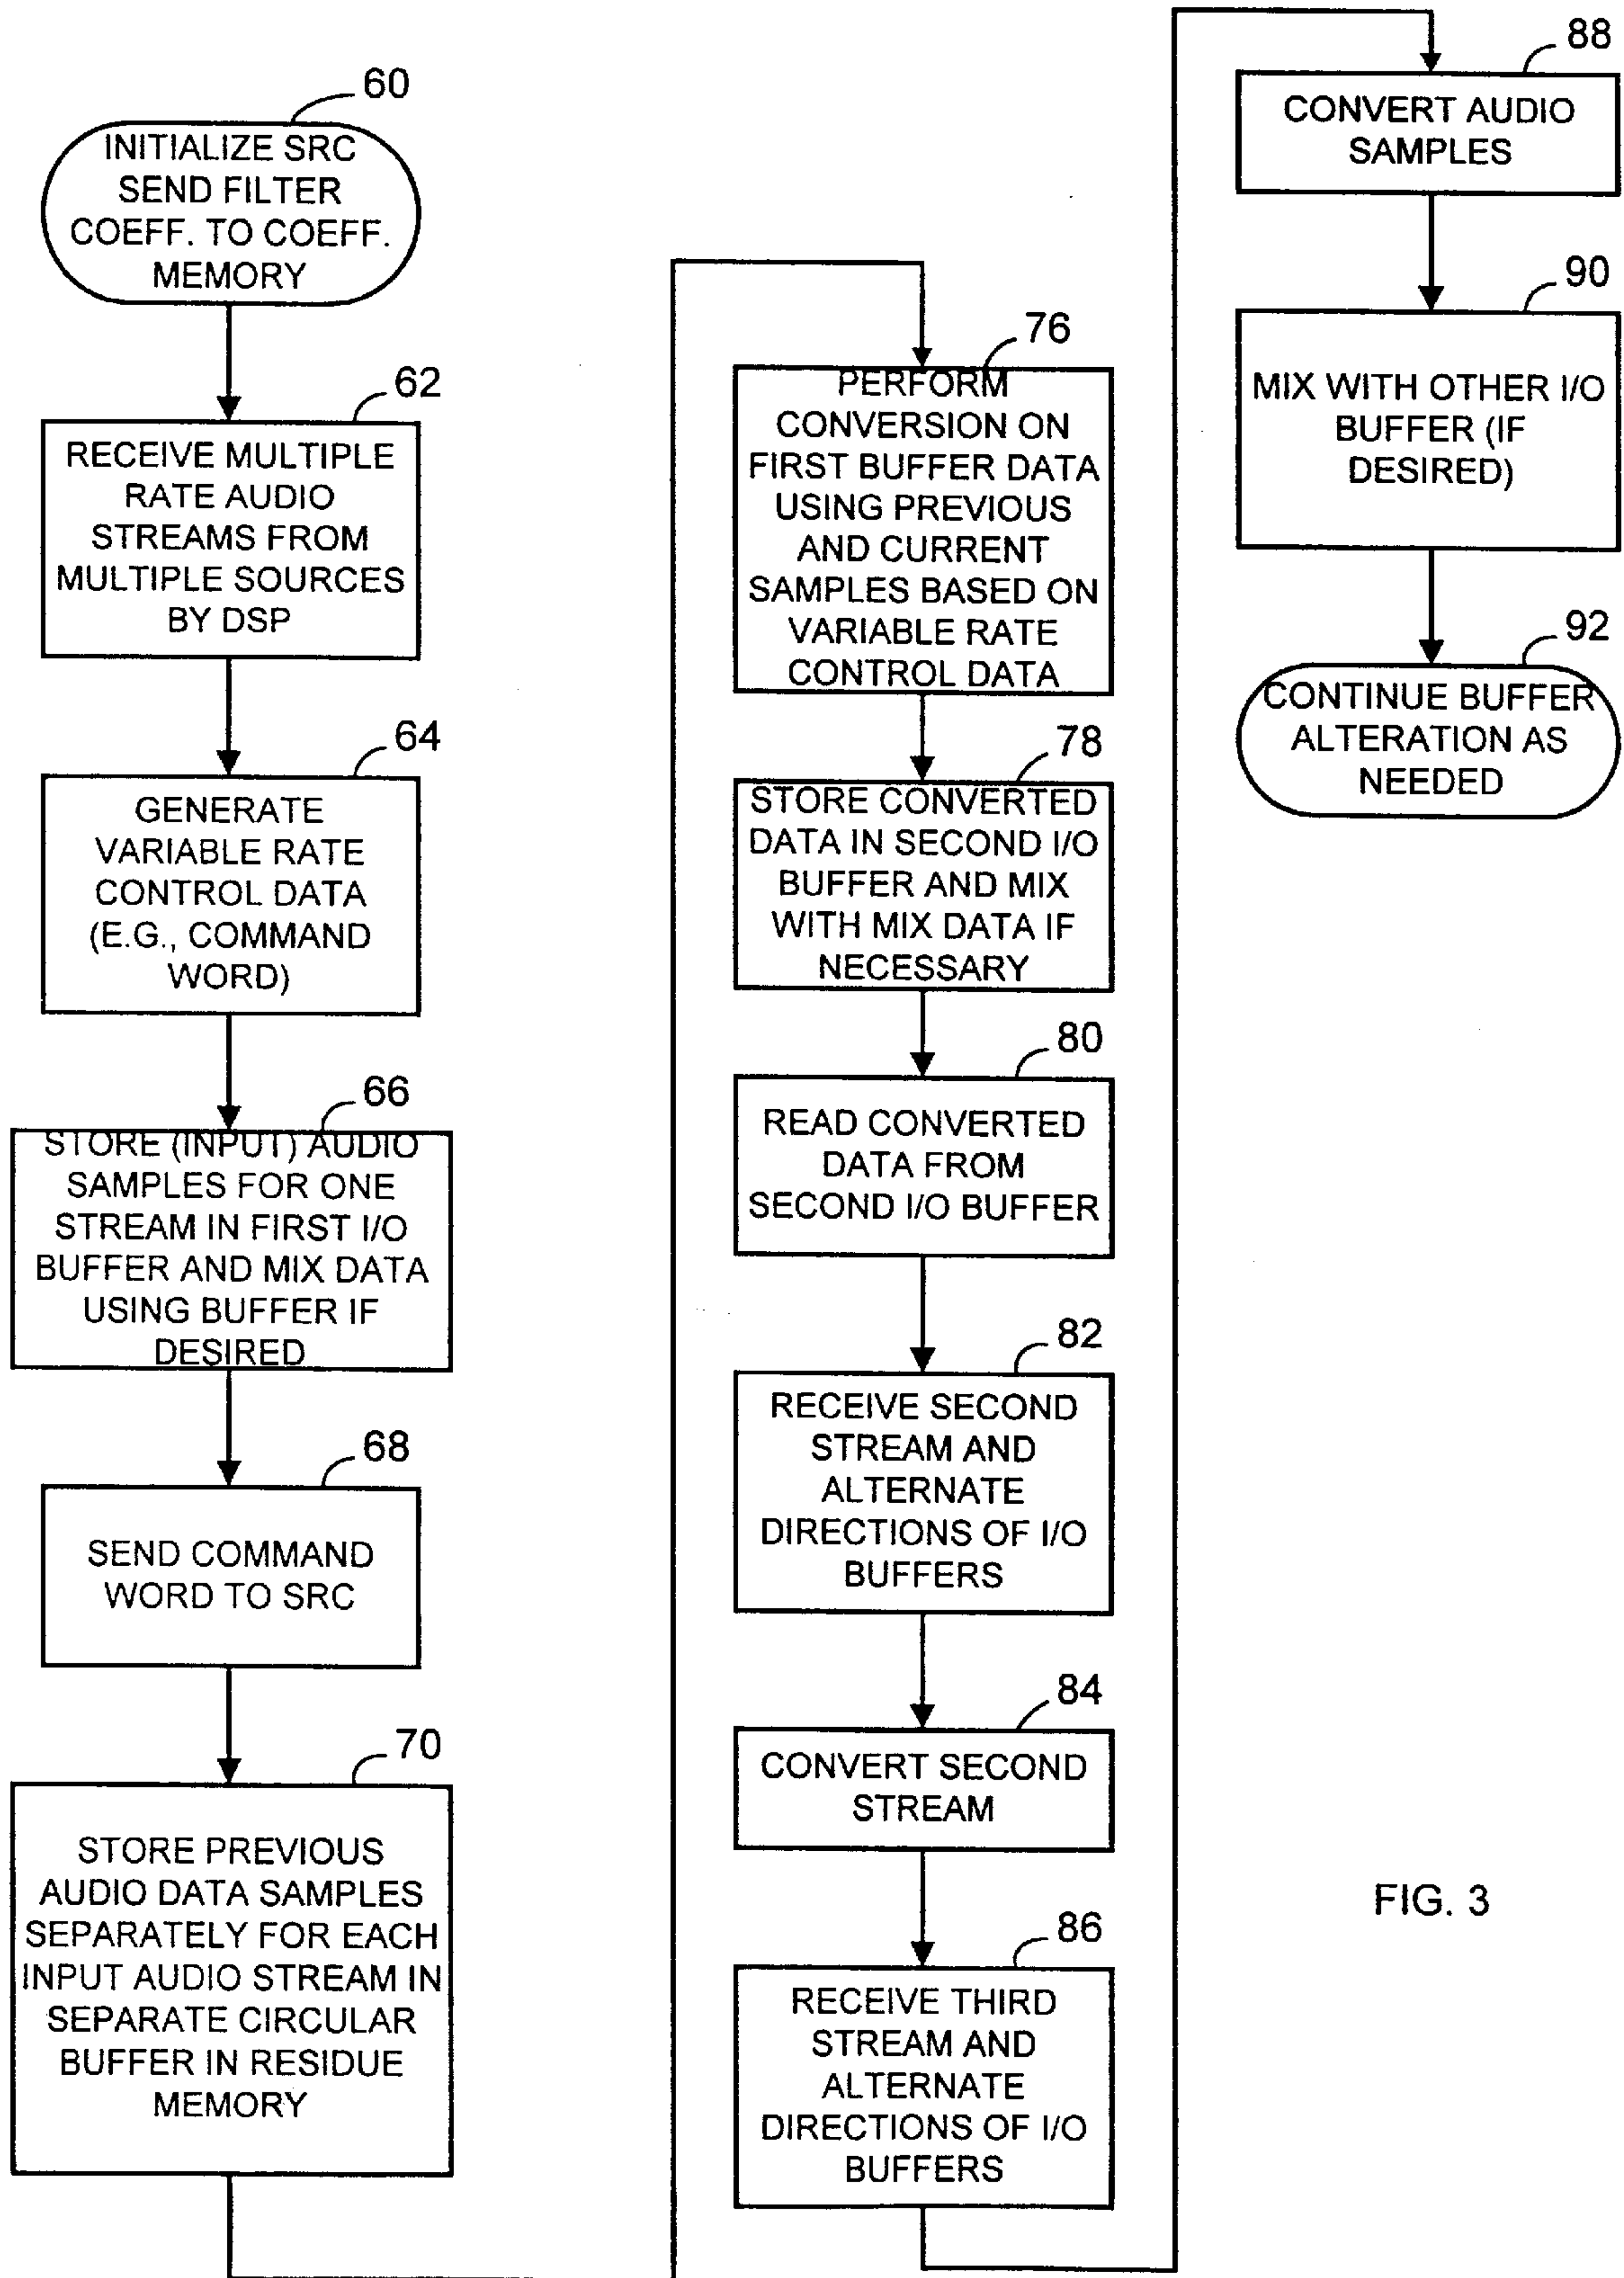 60
INITIALIZE SRC
SEND FILTER
COEFF. TO COEFF.
MEMORY
62
RECEIVE MULTIPLE
RATE AUDIO
STREAMS FROM
MULTIPLE SOURCES
BY DSP
64
GENERATE
VARIABLE RATE
CONTROL DATA
(E.G., COMMAND
WORD)
66
STORE (INPUT) AUDIO
SAMPLES FOR ONE
STREAM IN FIRST I/O
BUFFER AND MIX DATA
USING BUFFER IF
DESIRED
68
SEND COMMAND
WORD TO SRC
70
STORE PREVIOUS
AUDIO DATA SAMPLES
SEPARATELY FOR EACH
INPUT AUDIO STREAM IN
SEPARATE CIRCULAR
BUFFER IN RESIDUE
MEMORY
76
PERFORM
CONVERSION ON
FIRST BUFFER DATA
USING PREVIOUS
AND CURRENT
SAMPLES BASED ON
VARIABLE RATE
CONTROL DATA
78
STORE CONVERTED
DATA IN SECOND I/O
BUFFER AND MIX
WITH MIX DATA IF
NECESSARY
80
READ CONVERTED
DATA FROM
SECOND I/O BUFFER
82
RECEIVE SECOND
STREAM AND
ALTERNATE
DIRECTIONS OF I/O
BUFFERS
84
CONVERT SECOND
STREAM
86
RECEIVE THIRD
STREAM AND
ALTERNATE
DIRECTIONS OF I/O
BUFFERS
88
CONVERT AUDIO
SAMPLES
90
MIX WITH OTHER I/O
BUFFER (IF
DESIRED)
92
CONTINUE BUFFER
ALTERATION AS
NEEDED
FIG. 3